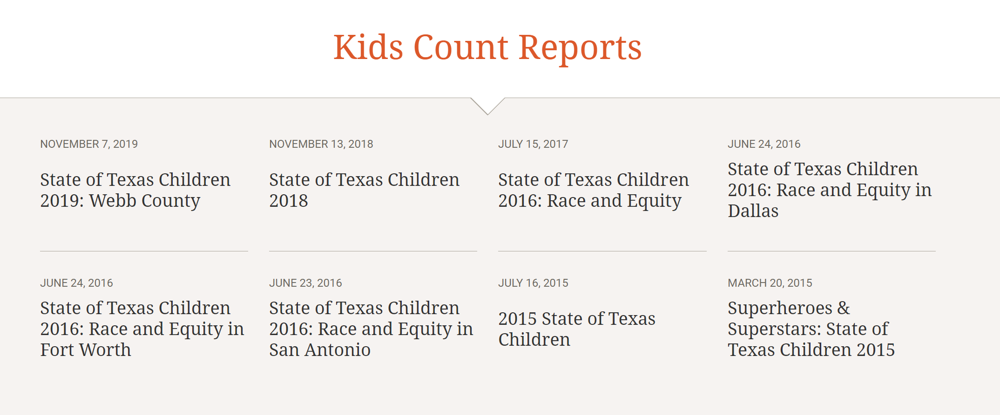 Kids Count Reports
NOVEMBER 7, 2019
State of Texas Children
2019: Webb County
NOVEMBER 13, 2018
State of Texas Children
2018
JULY 15, 2017
State of Texas Children
2016: Race and Equity
JUNE 24, 2016
State of Texas Children
2016: Race and Equity in
Dallas
JUNE 24, 2016
State of Texas Children
2016: Race and Equity in
Fort Worth
JUNE 23, 2016
State of Texas Children
2016: Race and Equity in
San Antonio
JULY 16, 2015
2015 State of Texas
Children
MARCH 20, 2015
Superheroes &
Superstars: State of
Texas Children 2015